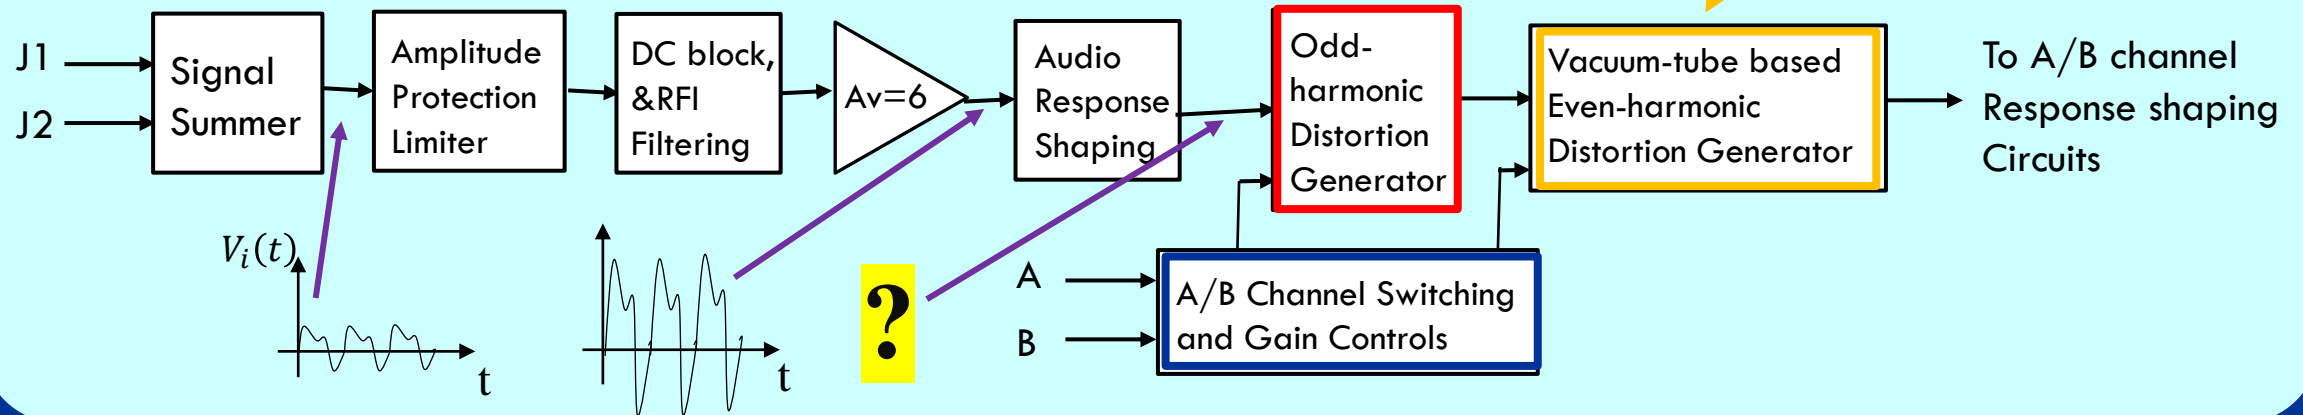 J1
J2
Signal
Summer
Amplitude
Protection
Limiter
DC block,
&RFI
Filtering
Av=6
Audio
Response
Shaping
Odd-
harmonic
Distortion
Generator
Vacuum-tube based
Even-harmonic
Distortion Generator
To A/B channel
Response shaping
Circuits
V_i(t)
t
t
?
A
B
A/B Channel Switching
and Gain Controls